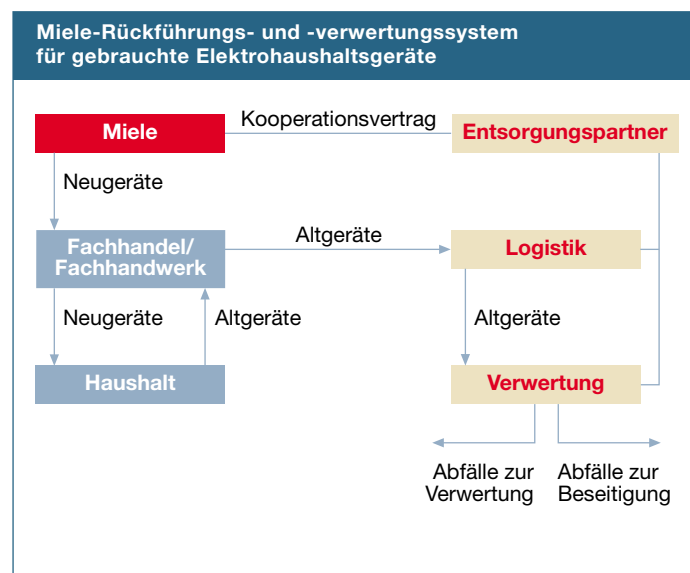 Miele-Rückführungs- und -verwertungssystem
für gebrauchte Elektrohaushaltsgeräte
Miele
Kooperationsvertrag
Entsorgungspartner
Neugeräte
Fachhandel/
Fachhandwerk
Altgeräte
Logistik
Neugeräte
Altgeräte
Altgeräte
Haushalt
Verwertung
Abfälle zur
Verwertung
Abfälle zur
Beseitigung